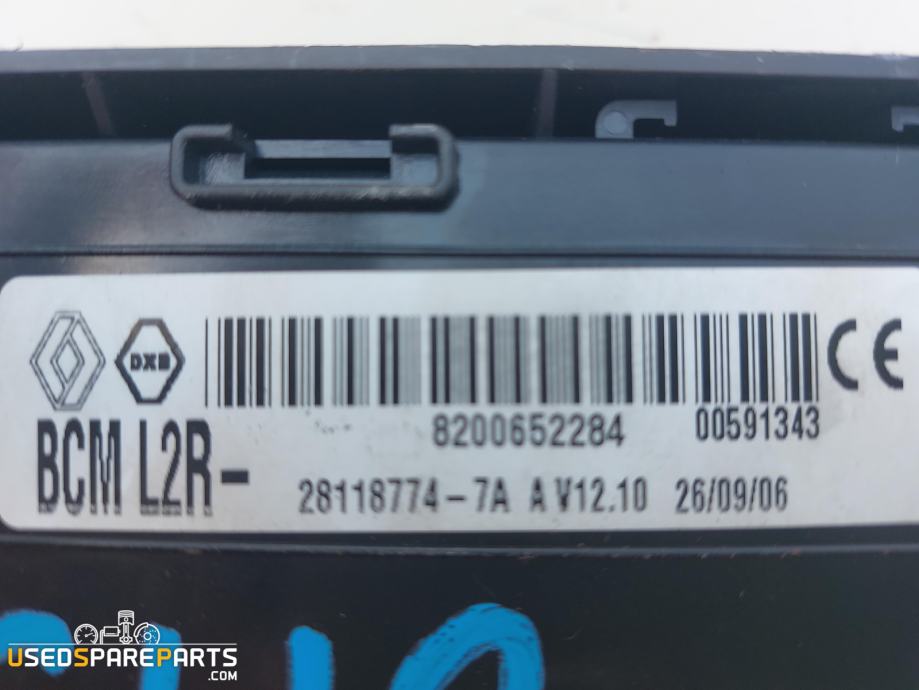 DXB
8200652284
00591343
CE
BCM L2R-
28118774-7A A V12.10 26/09/06
USEDSPAREPARTS
.COM